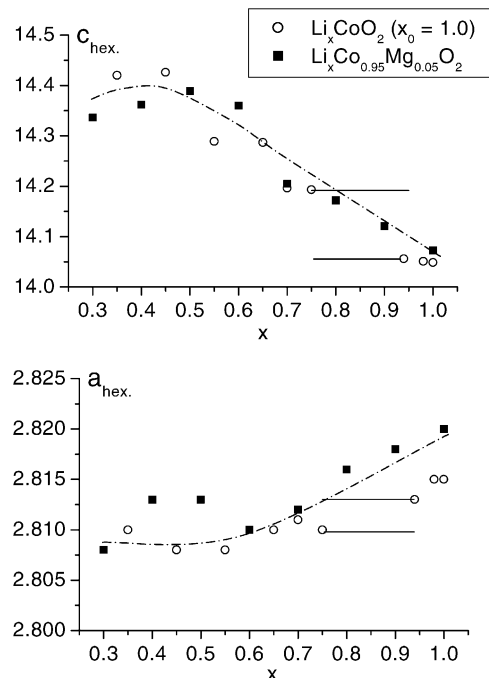 LiₓCoO₂ (x₀ = 1.0)
LiₓCo₀.₉₅Mg₀.₀₅O₂
c hex.
14.5
14.4
14.3
14.2
14.1
14.0
0.3 0.4 0.5 0.6 0.7 0.8 0.9 1.0
x
a hex.
2.825
2.820
2.815
2.810
2.805
2.800
0.3 0.4 0.5 0.6 0.7 0.8 0.9 1.0
x